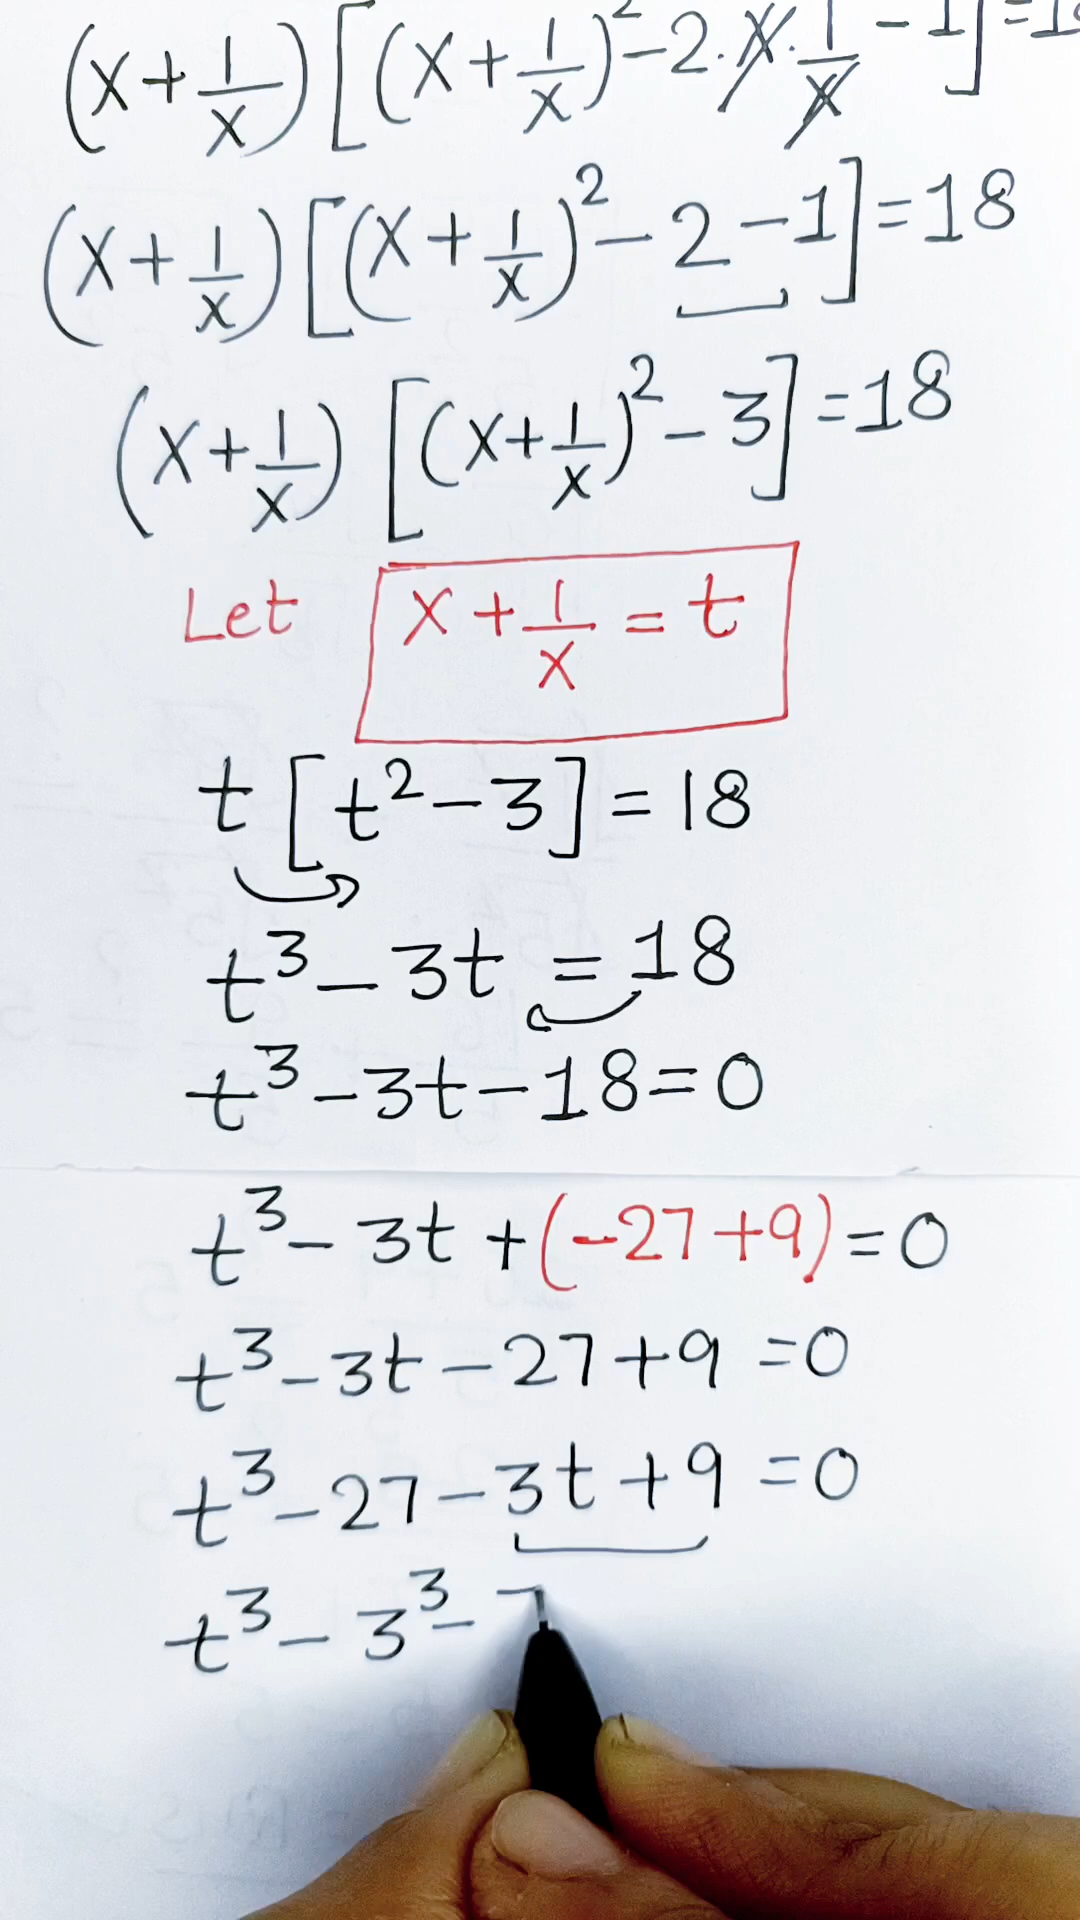 (x+1/x)[(x+1/x)²-2.x.1/x-1]=18
(x+1/x)[(x+1/x)²-2-1]=18
(x+1/x)[(x+1/x)²-3]=18
Let x+1/x=t
t[t²-3]=18
t³-3t=18
t³-3t-18=0
t³-3t+(-27+9)=0
t³-3t-27+9=0
t³-27-3t+9=0
t³-3³-